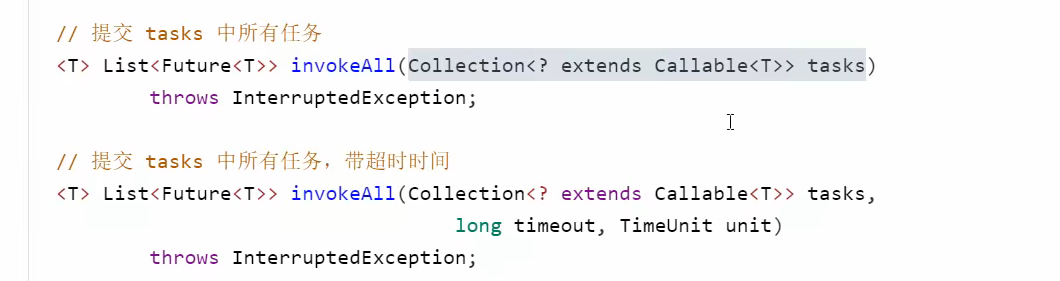 // 提交 tasks 中所有任务
<T> List<Future<T>> invokeAll(Collection<? extends Callable<T>> tasks)
        throws InterruptedException;
// 提交 tasks 中所有任务，带超时时间
<T> List<Future<T>> invokeAll(Collection<? extends Callable<T>> tasks,
                              long timeout, TimeUnit unit)
        throws InterruptedException;